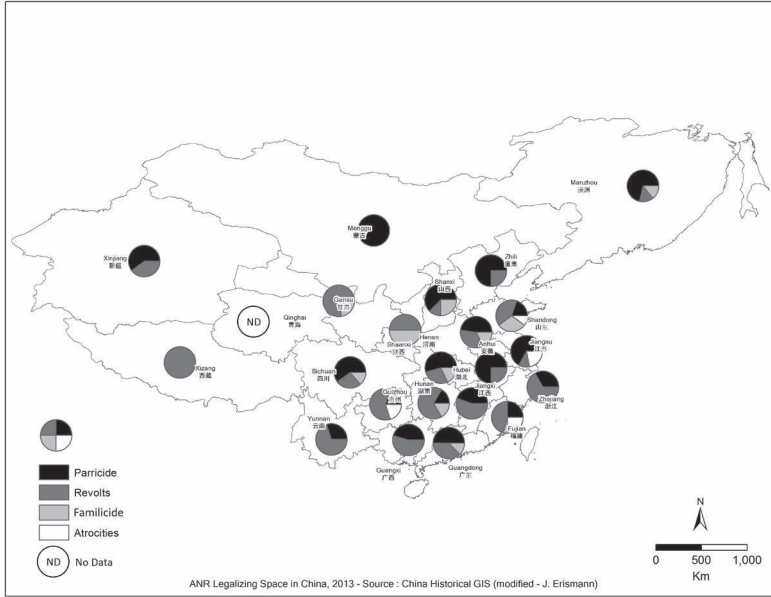 Manzhou
满洲
Menggu
蒙古
Xinjiang
新疆
Zhili
直隶
Shanxi
山西
Gansu
甘肃
ND
Qinghai
青海
Shandong
山东
Henan
河南
Shaanxi
陕西
Anhui
安徽
Jiangsu
江苏
Xizang
西藏
Sichuan
四川
Hubei
湖北
Jiangxi
江西
Guizhou
贵州
Hunan
湖南
Zhejiang
浙江
Yunnan
云南
Fujian
福建
Guangxi
广西
Guangdong
广东
Parricide
Revolts
Familicide
Atrocities
ND No Data
N
0 500 1,000
Km
ANR Legalizing Space in China, 2013 - Source : China Historical GIS (modified - J. Erismann)